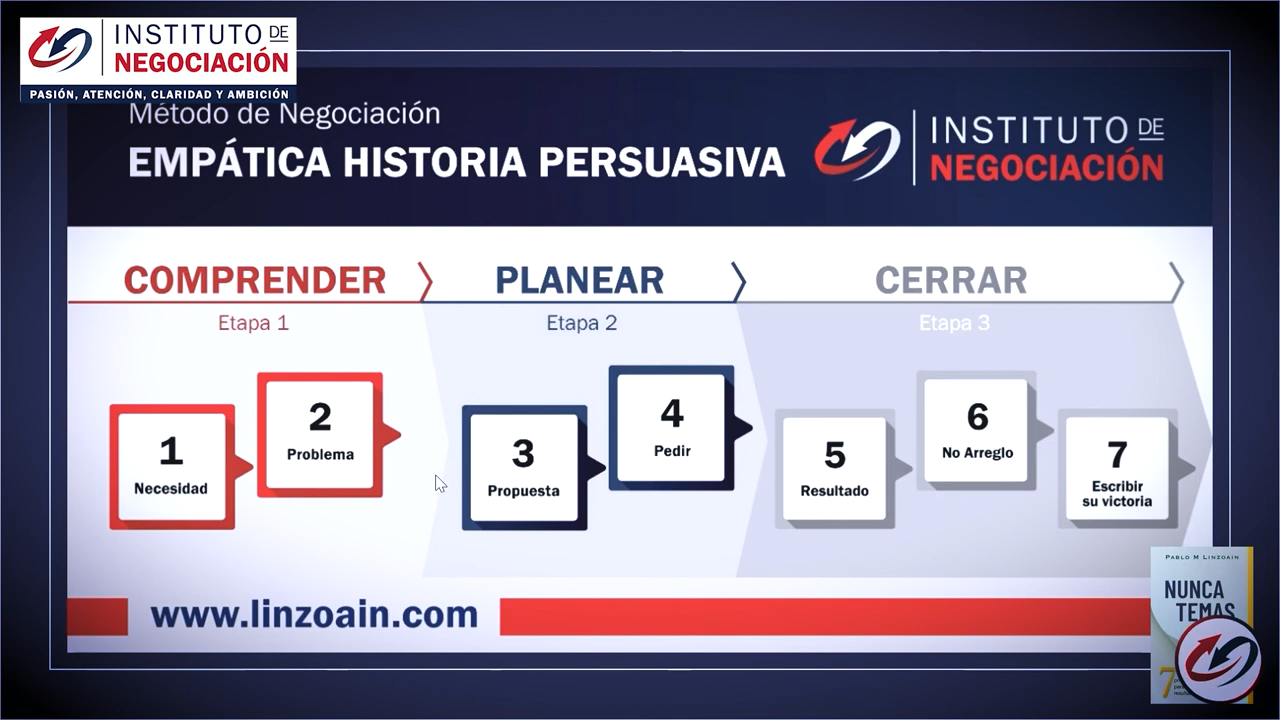 INSTITUTO DE
NEGOCIACIÓN
PASIÓN, ATENCIÓN, CLARIDAD Y AMBICIÓN
Método de Negociación
EMPÁTICA HISTORIA PERSUASIVA
INSTITUTO DE
NEGOCIACIÓN
COMPRENDER
PLANEAR
CERRAR
Etapa 1
Etapa 2
Etapa 3
1
Necesidad
2
Problema
3
Propuesta
4
Pedir
5
Resultado
6
No Arreglo
7
Escribir
su victoria
www.linzoain.com
PABLO M LINZOAIN
NUNCA
TEMAS
7